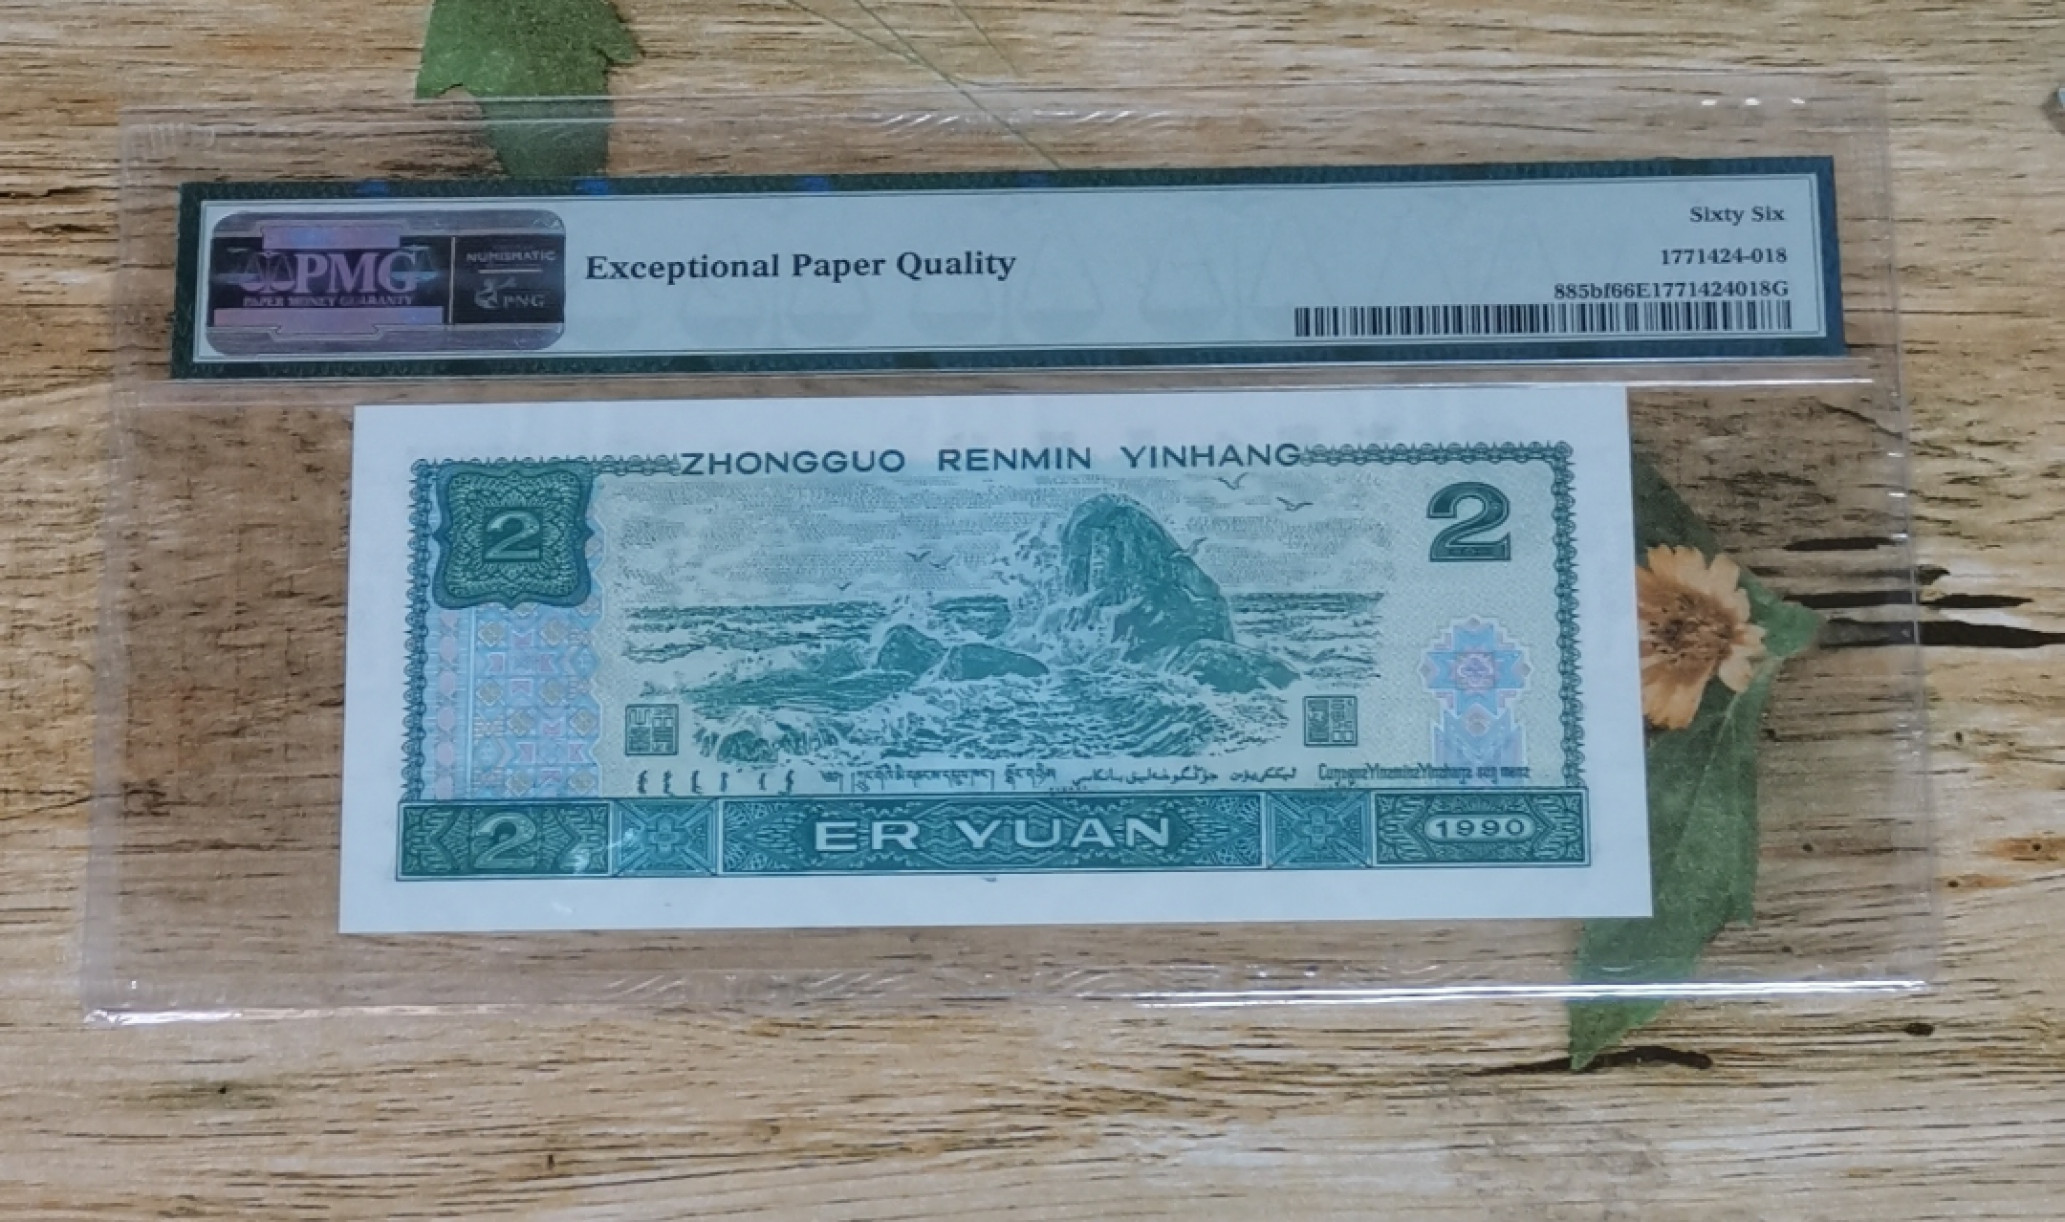 PMG
PAPER MONEY GUARANTY
NUMISMATIC
PNG
Exceptional Paper Quality
Sixty Six
1771424-018
885bf66E1771424018G
ZHONGGUO RENMIN YINHANG
2
2
2
ER YUAN
1990